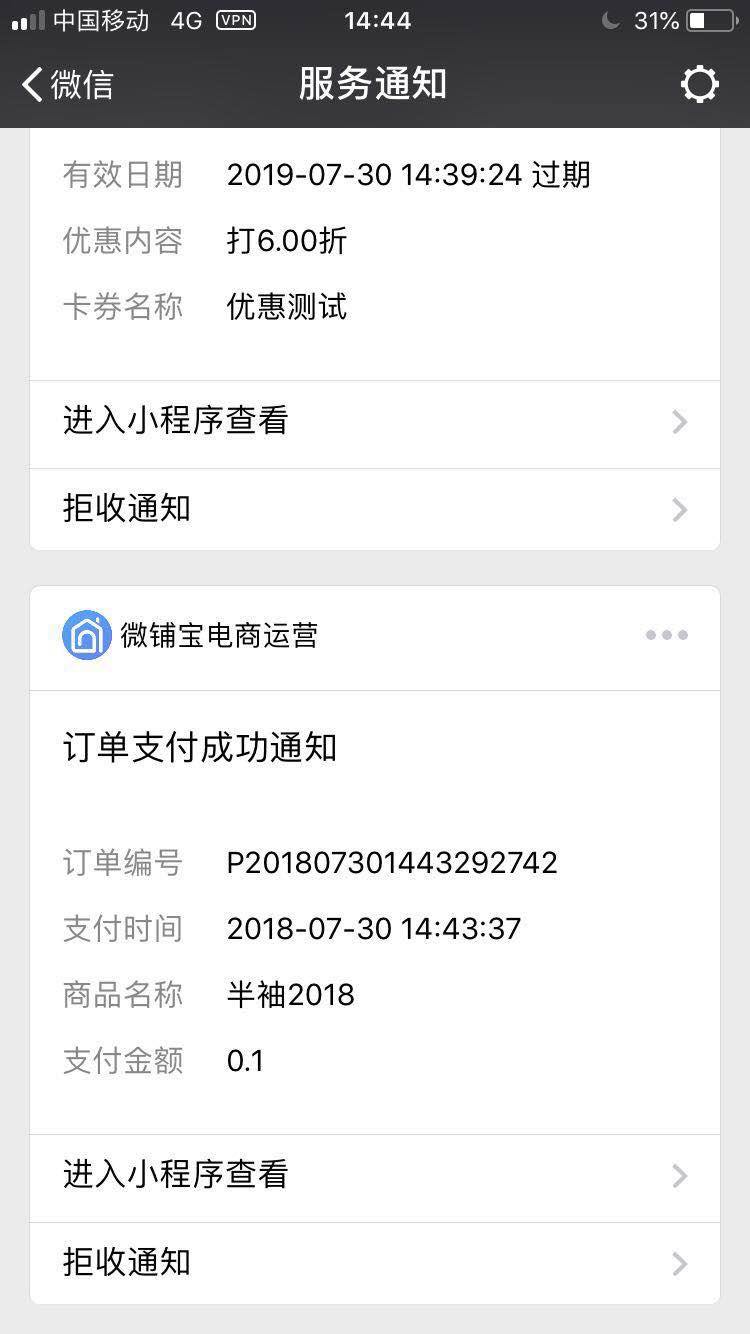 中国移动 4G VPN 14:44 31%
微信 服务通知
有效日期 2019-07-30 14:39:24 过期
优惠内容 打6.00折
卡券名称 优惠测试
进入小程序查看
拒收通知
微铺宝电商运营
订单支付成功通知
订单编号 P201807301443292742
支付时间 2018-07-30 14:43:37
商品名称 半袖2018
支付金额 0.1
进入小程序查看
拒收通知